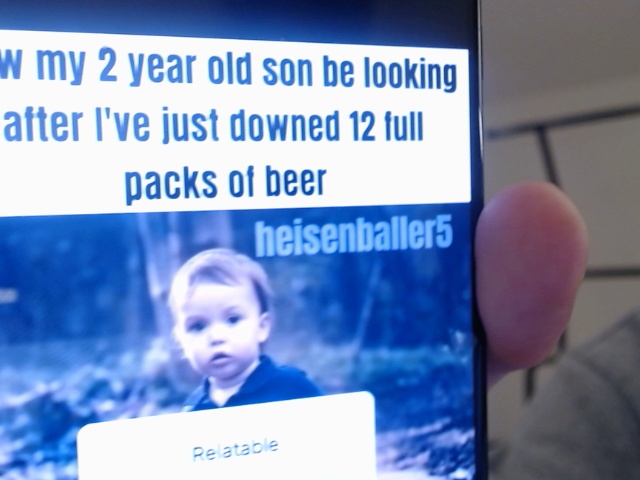 w my 2 year old son be looking
after I've just downed 12 full
packs of beer
heisenballer5
Relatable